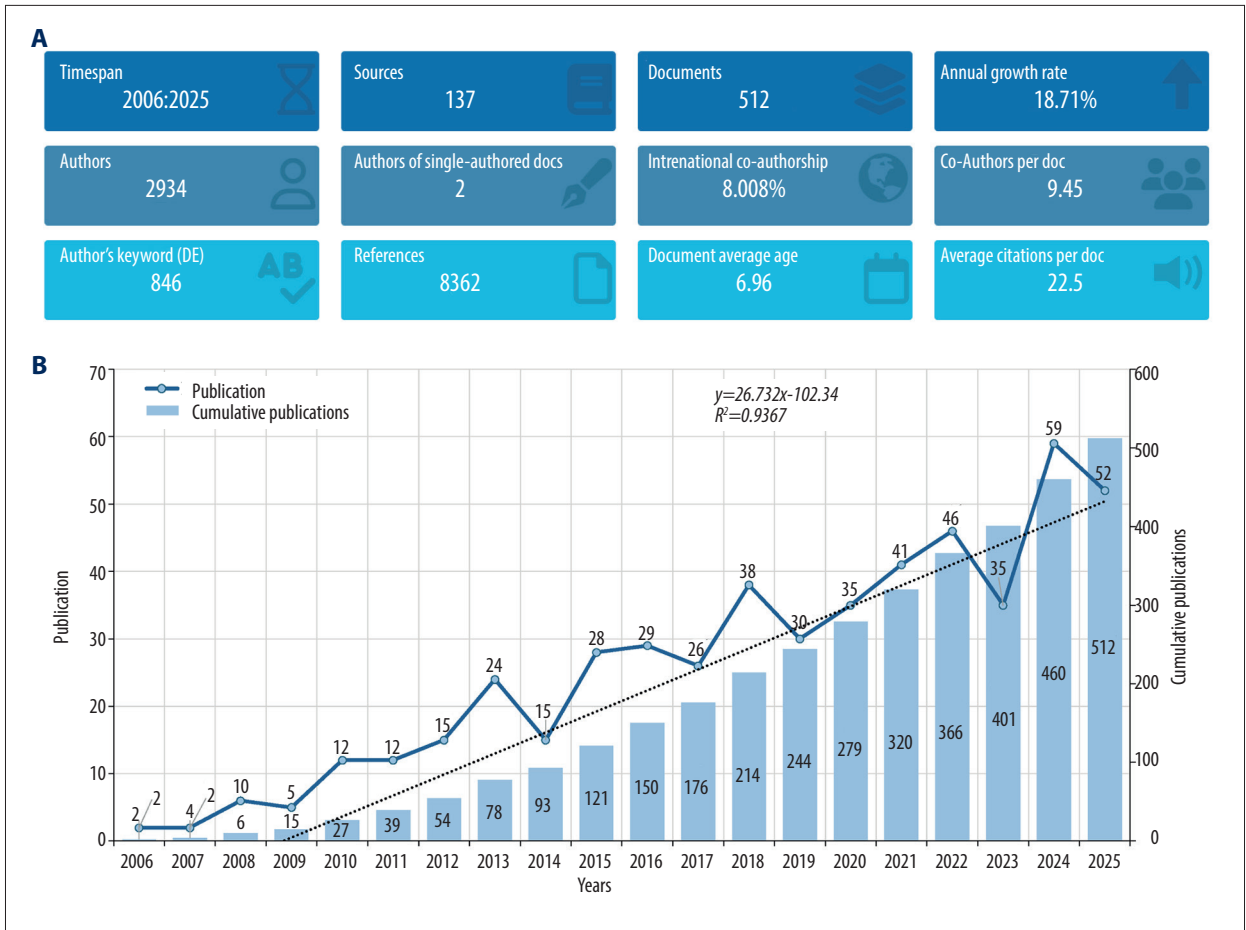 A
Timespan
2006:2025
Sources
137
Documents
512
Annual growth rate
18.71%
Authors
2934
Authors of single-authored docs
2
Intrenational co-authorship
8.008%
Co-Authors per doc
9.45
Author's keyword (DE)
846
AB
References
8362
Document average age
6.96
Average citations per doc
22.5
B
Publication
Cumulative publications
y=26.732x-102.34
R²=0.9367
70
60
50
40
30
20
10
0
Publication
600
500
400
300
200
100
0
Cumulative publications
2 2 4 2 10 5 12 12 15 24 15 28 29 26 38 30 35 41 46 35 59 52
6 15 27 39 54 78 93 121 150 176 214 244 279 320 366 401 460 512
2006 2007 2008 2009 2010 2011 2012 2013 2014 2015 2016 2017 2018 2019 2020 2021 2022 2023 2024 2025
Years